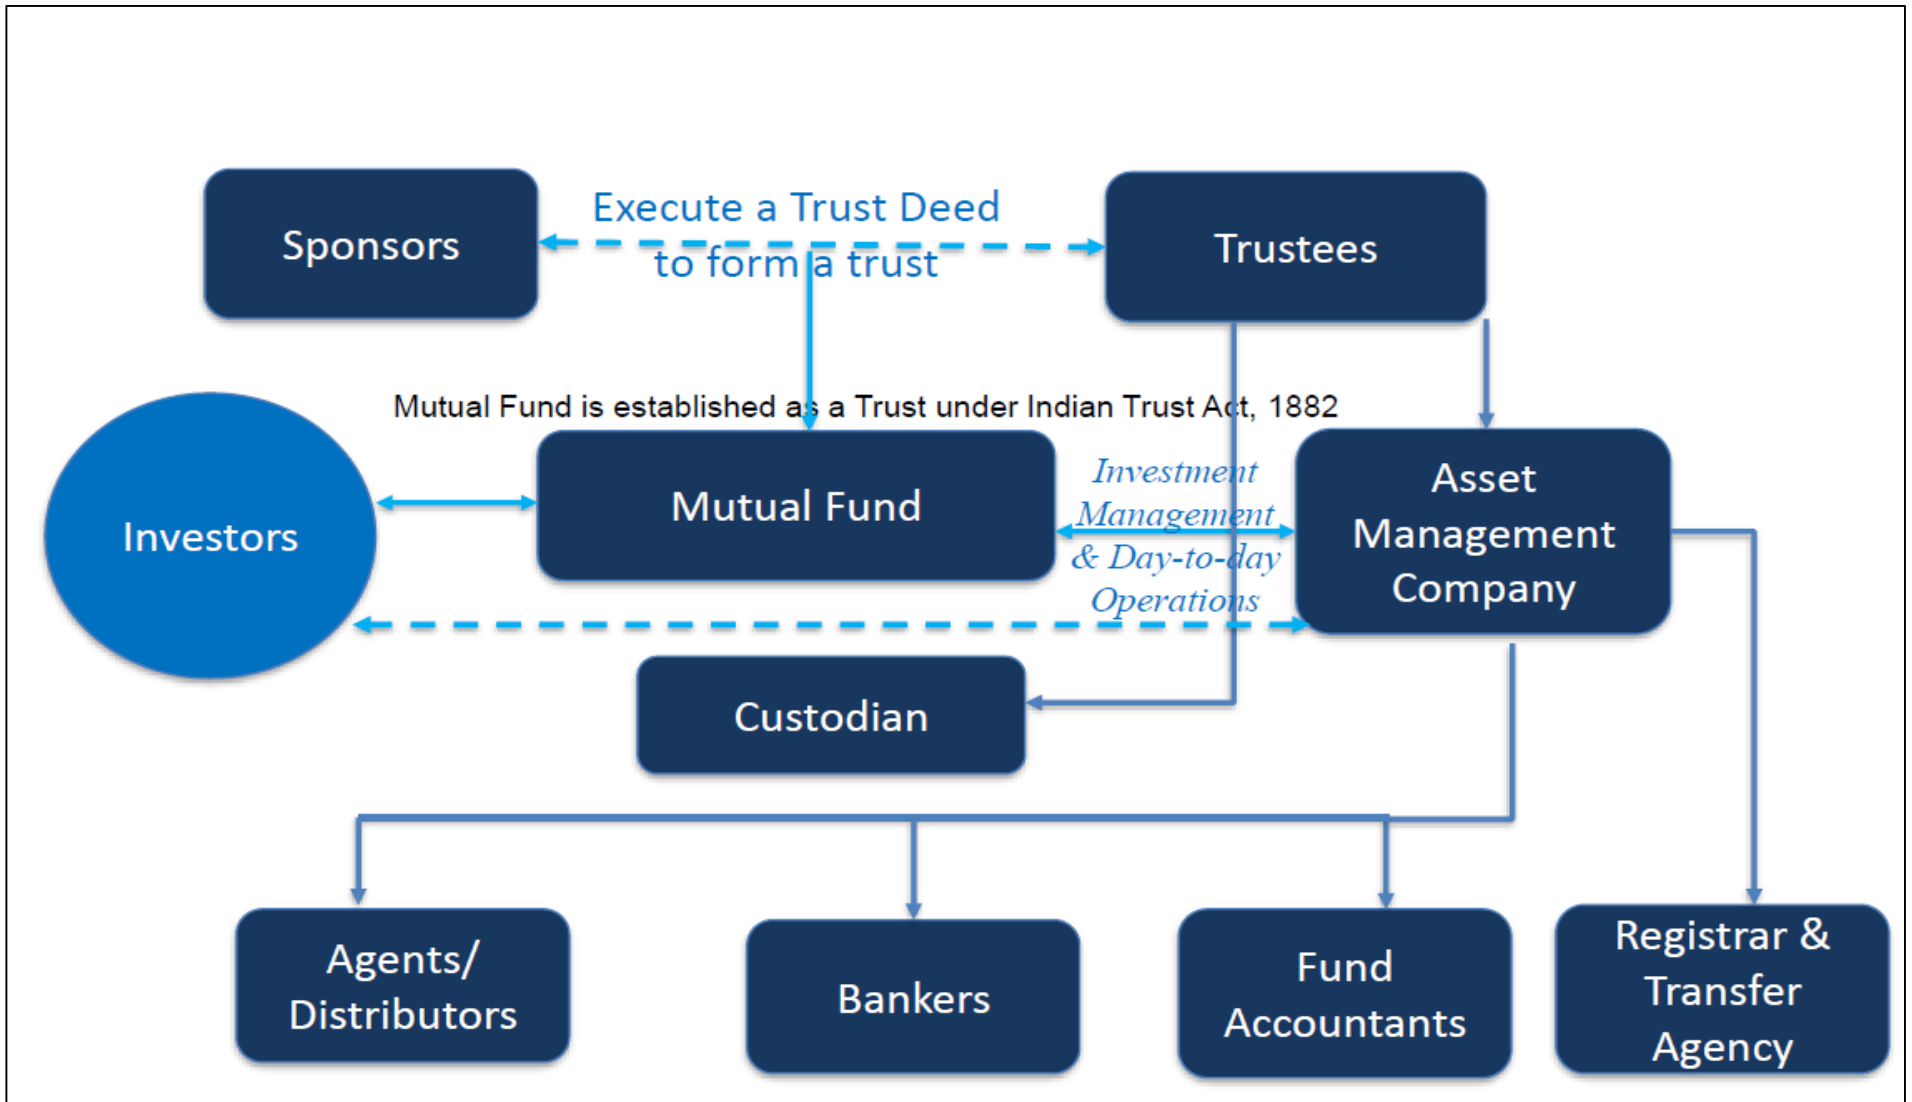 Sponsors
Execute a Trust Deed
to form a trust
Trustees
Mutual Fund is established as a Trust under Indian Trust Act, 1882
Investors
Mutual Fund
Investment
Management
& Day-to-day
Operations
Asset
Management
Company
Custodian
Agents/
Distributors
Bankers
Fund
Accountants
Registrar &
Transfer
Agency